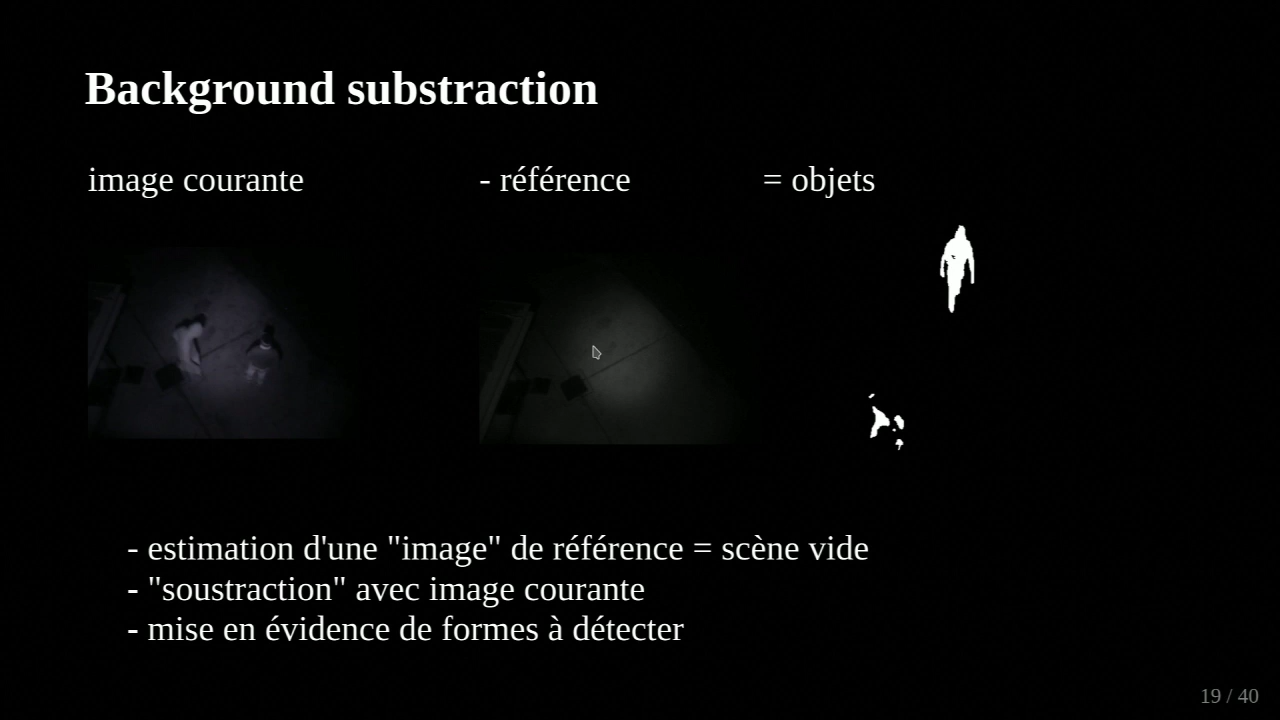 Background substraction
image courante - référence = objets
- estimation d'une "image" de référence = scène vide
- "soustraction" avec image courante
- mise en évidence de formes à détecter
19 / 40